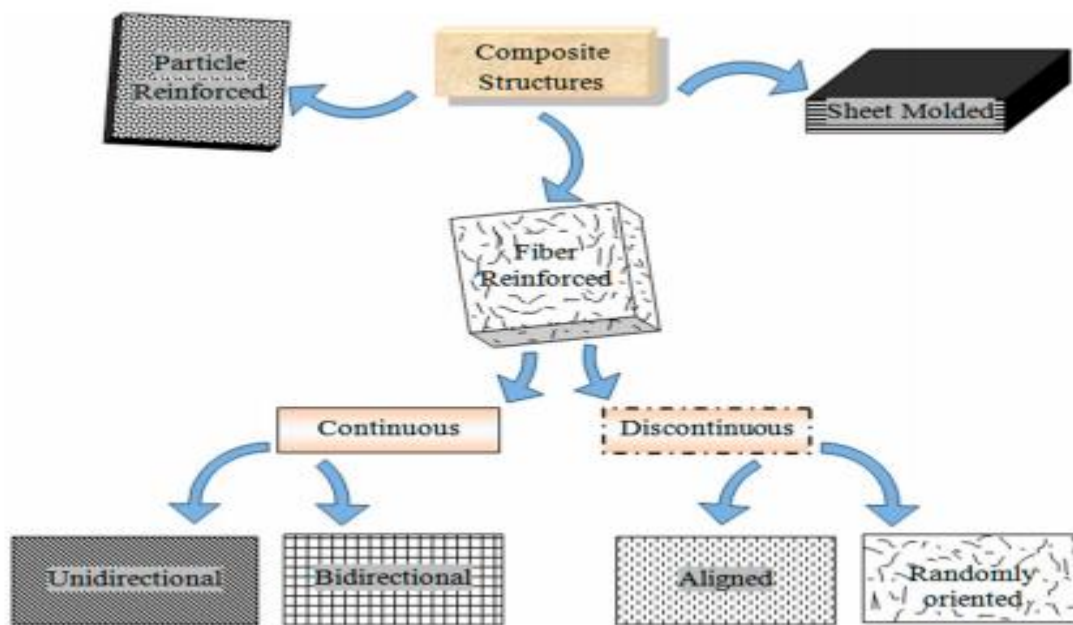 Particle
Reinforced
Composite
Structures
Sheet Molded
Fiber
Reinforced
Continuous
Discontinuous
Unidirectional
Bidirectional
Aligned
Randomly
oriented